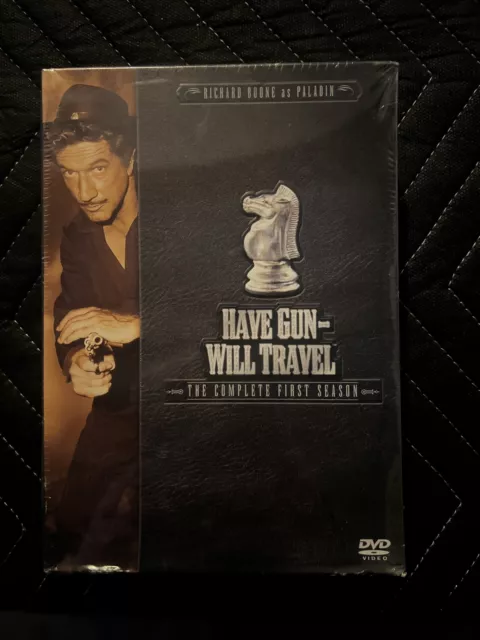 RICHARD BOONE as PALADIN
HAVE GUN-
WILL TRAVEL
THE COMPLETE FIRST SEASON
DVD
VIDEO